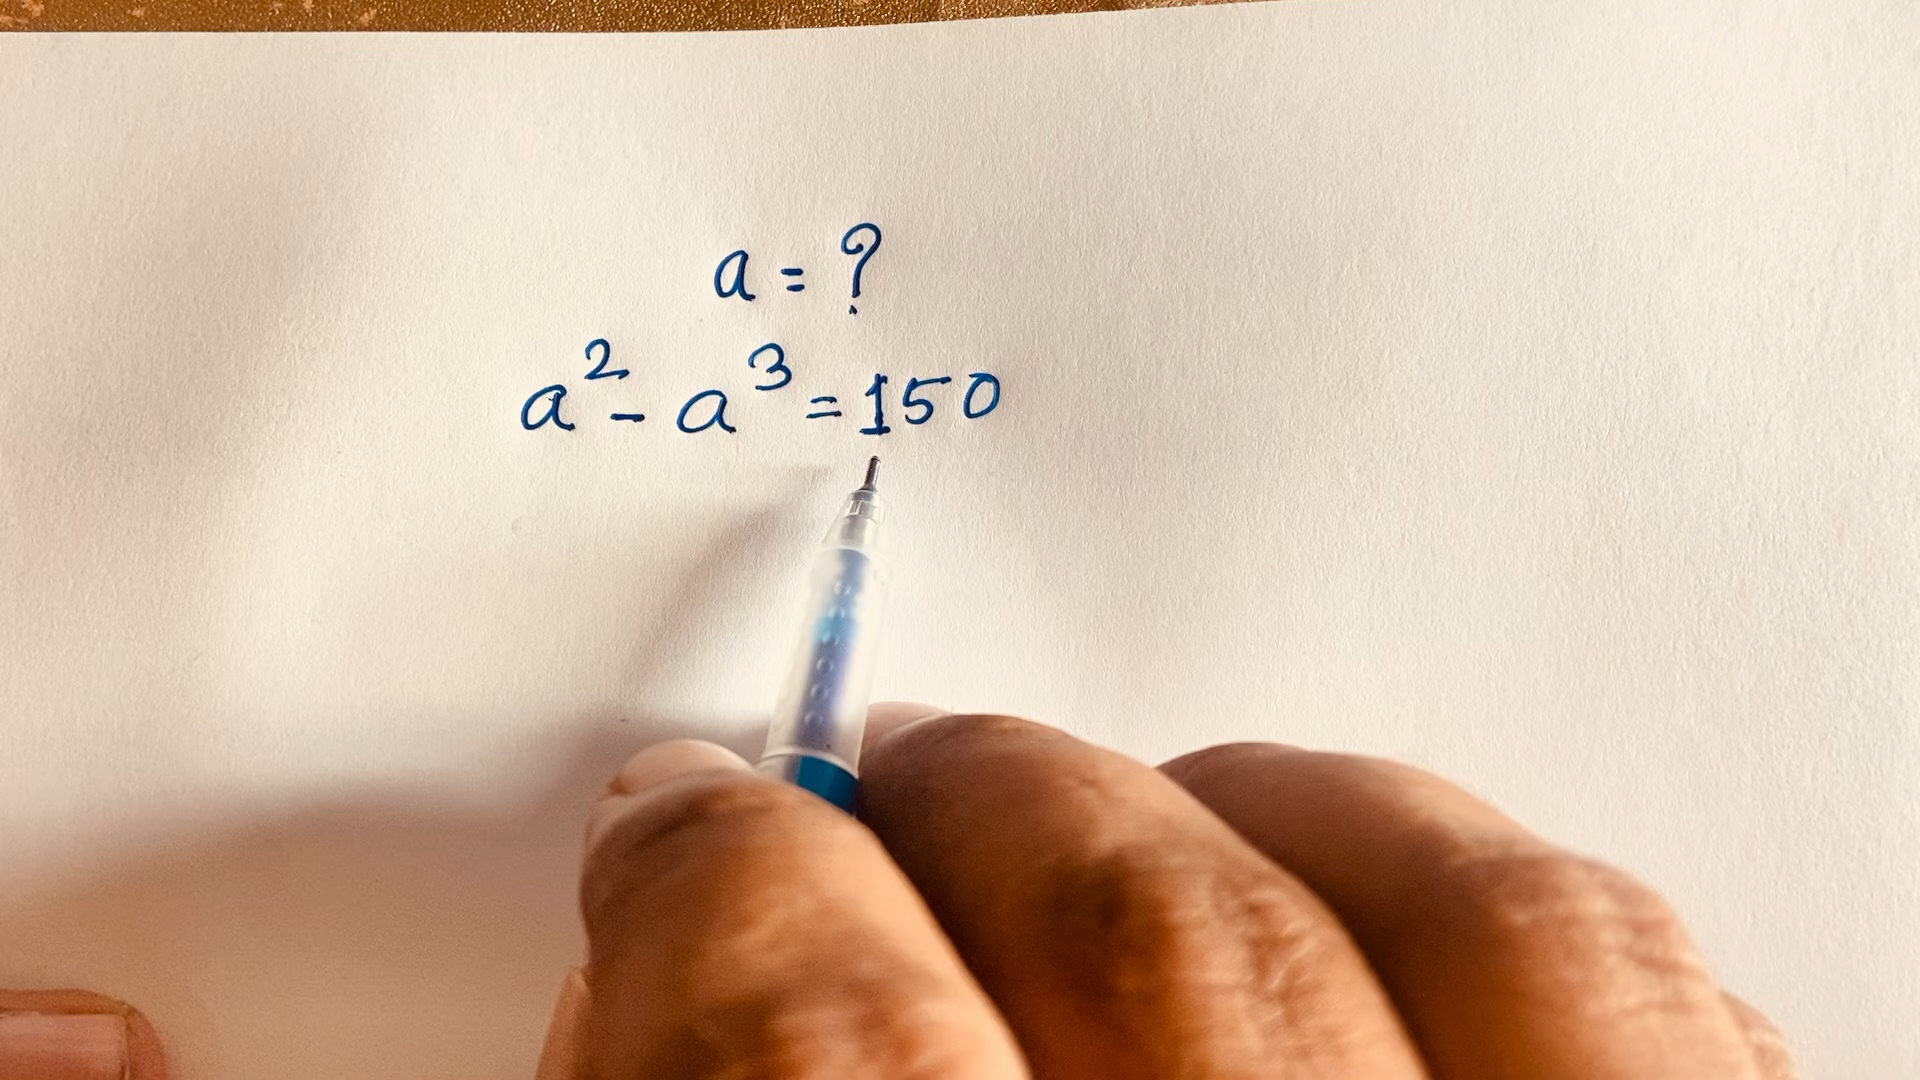 a = ?
a² - a³ = 150